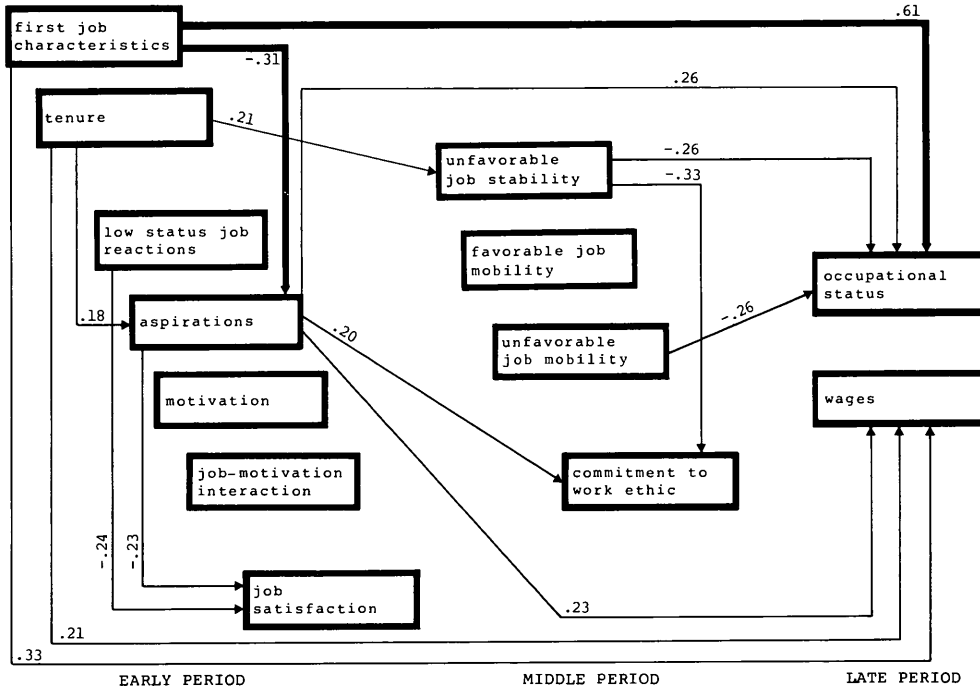 .61
first job
characteristics
-.31
.26
tenure
.21
unfavorable
job stability
-.26
-.33
low status job
reactions
favorable job
mobility
occupational
status
.18
aspirations
.20
-.26
unfavorable
job mobility
motivation
wages
job-motivation
interaction
commitment to
work ethic
-.24
-.23
job
satisfaction
.23
.21
.33
EARLY PERIOD
MIDDLE PERIOD
LATE PERIOD